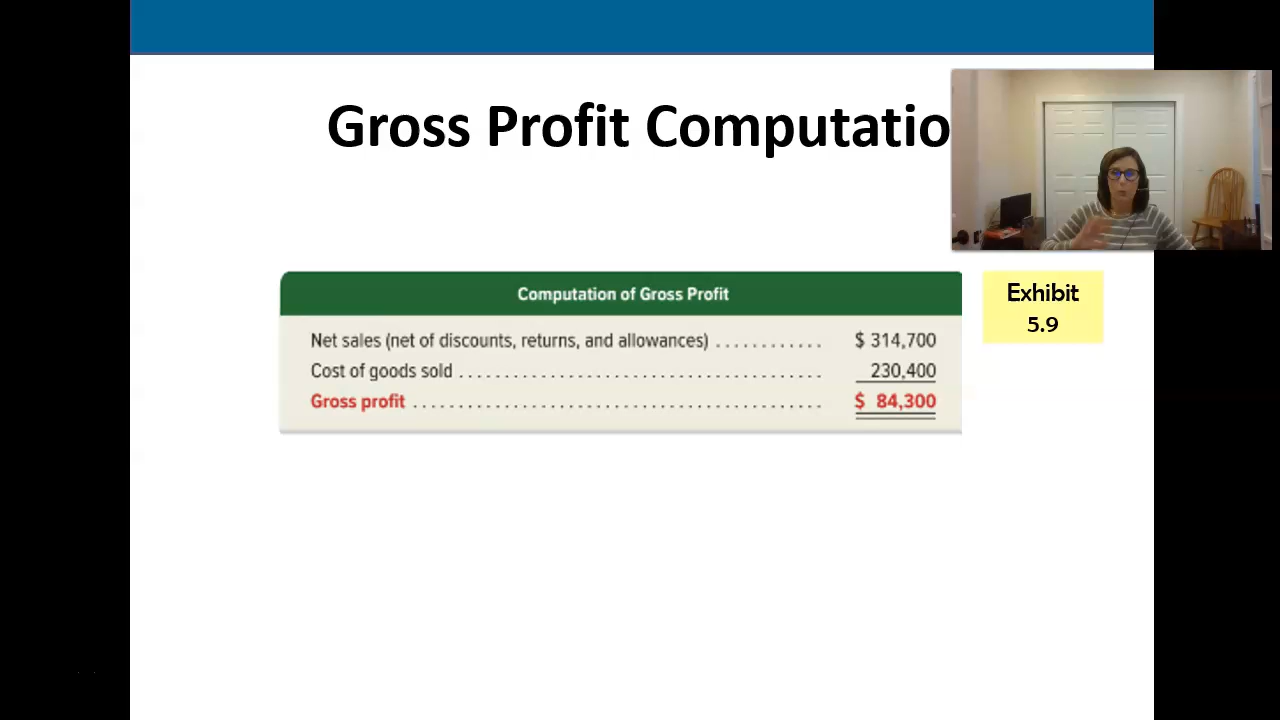 Gross Profit Computatio
Computation of Gross Profit
Exhibit
5.9
Net sales (net of discounts, returns, and allowances) ............ $ 314,700
Cost of goods sold ........................................ 230,400
Gross profit ............................................. $ 84,300